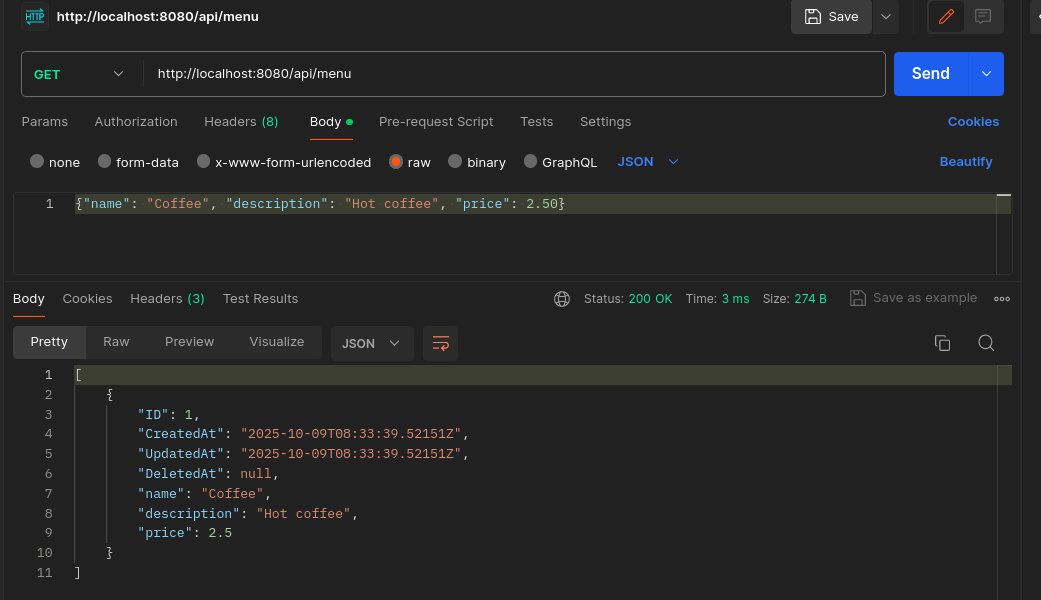 HTTP http://localhost:8080/api/menu Save
GET http://localhost:8080/api/menu Send
Params Authorization Headers (8) Body Pre-request Script Tests Settings Cookies
none form-data x-www-form-urlencoded raw binary GraphQL JSON Beautify
1 {"name": "Coffee", "description": "Hot coffee", "price": 2.50}
Body Cookies Headers (3) Test Results Status: 200 OK Time: 3 ms Size: 274 B Save as example
Pretty Raw Preview Visualize JSON
1 [
2 {
3 "ID": 1,
4 "CreatedAt": "2025-10-09T08:33:39.52151Z",
5 "UpdatedAt": "2025-10-09T08:33:39.52151Z",
6 "DeletedAt": null,
7 "name": "Coffee",
8 "description": "Hot coffee",
9 "price": 2.5
10 }
11 ]